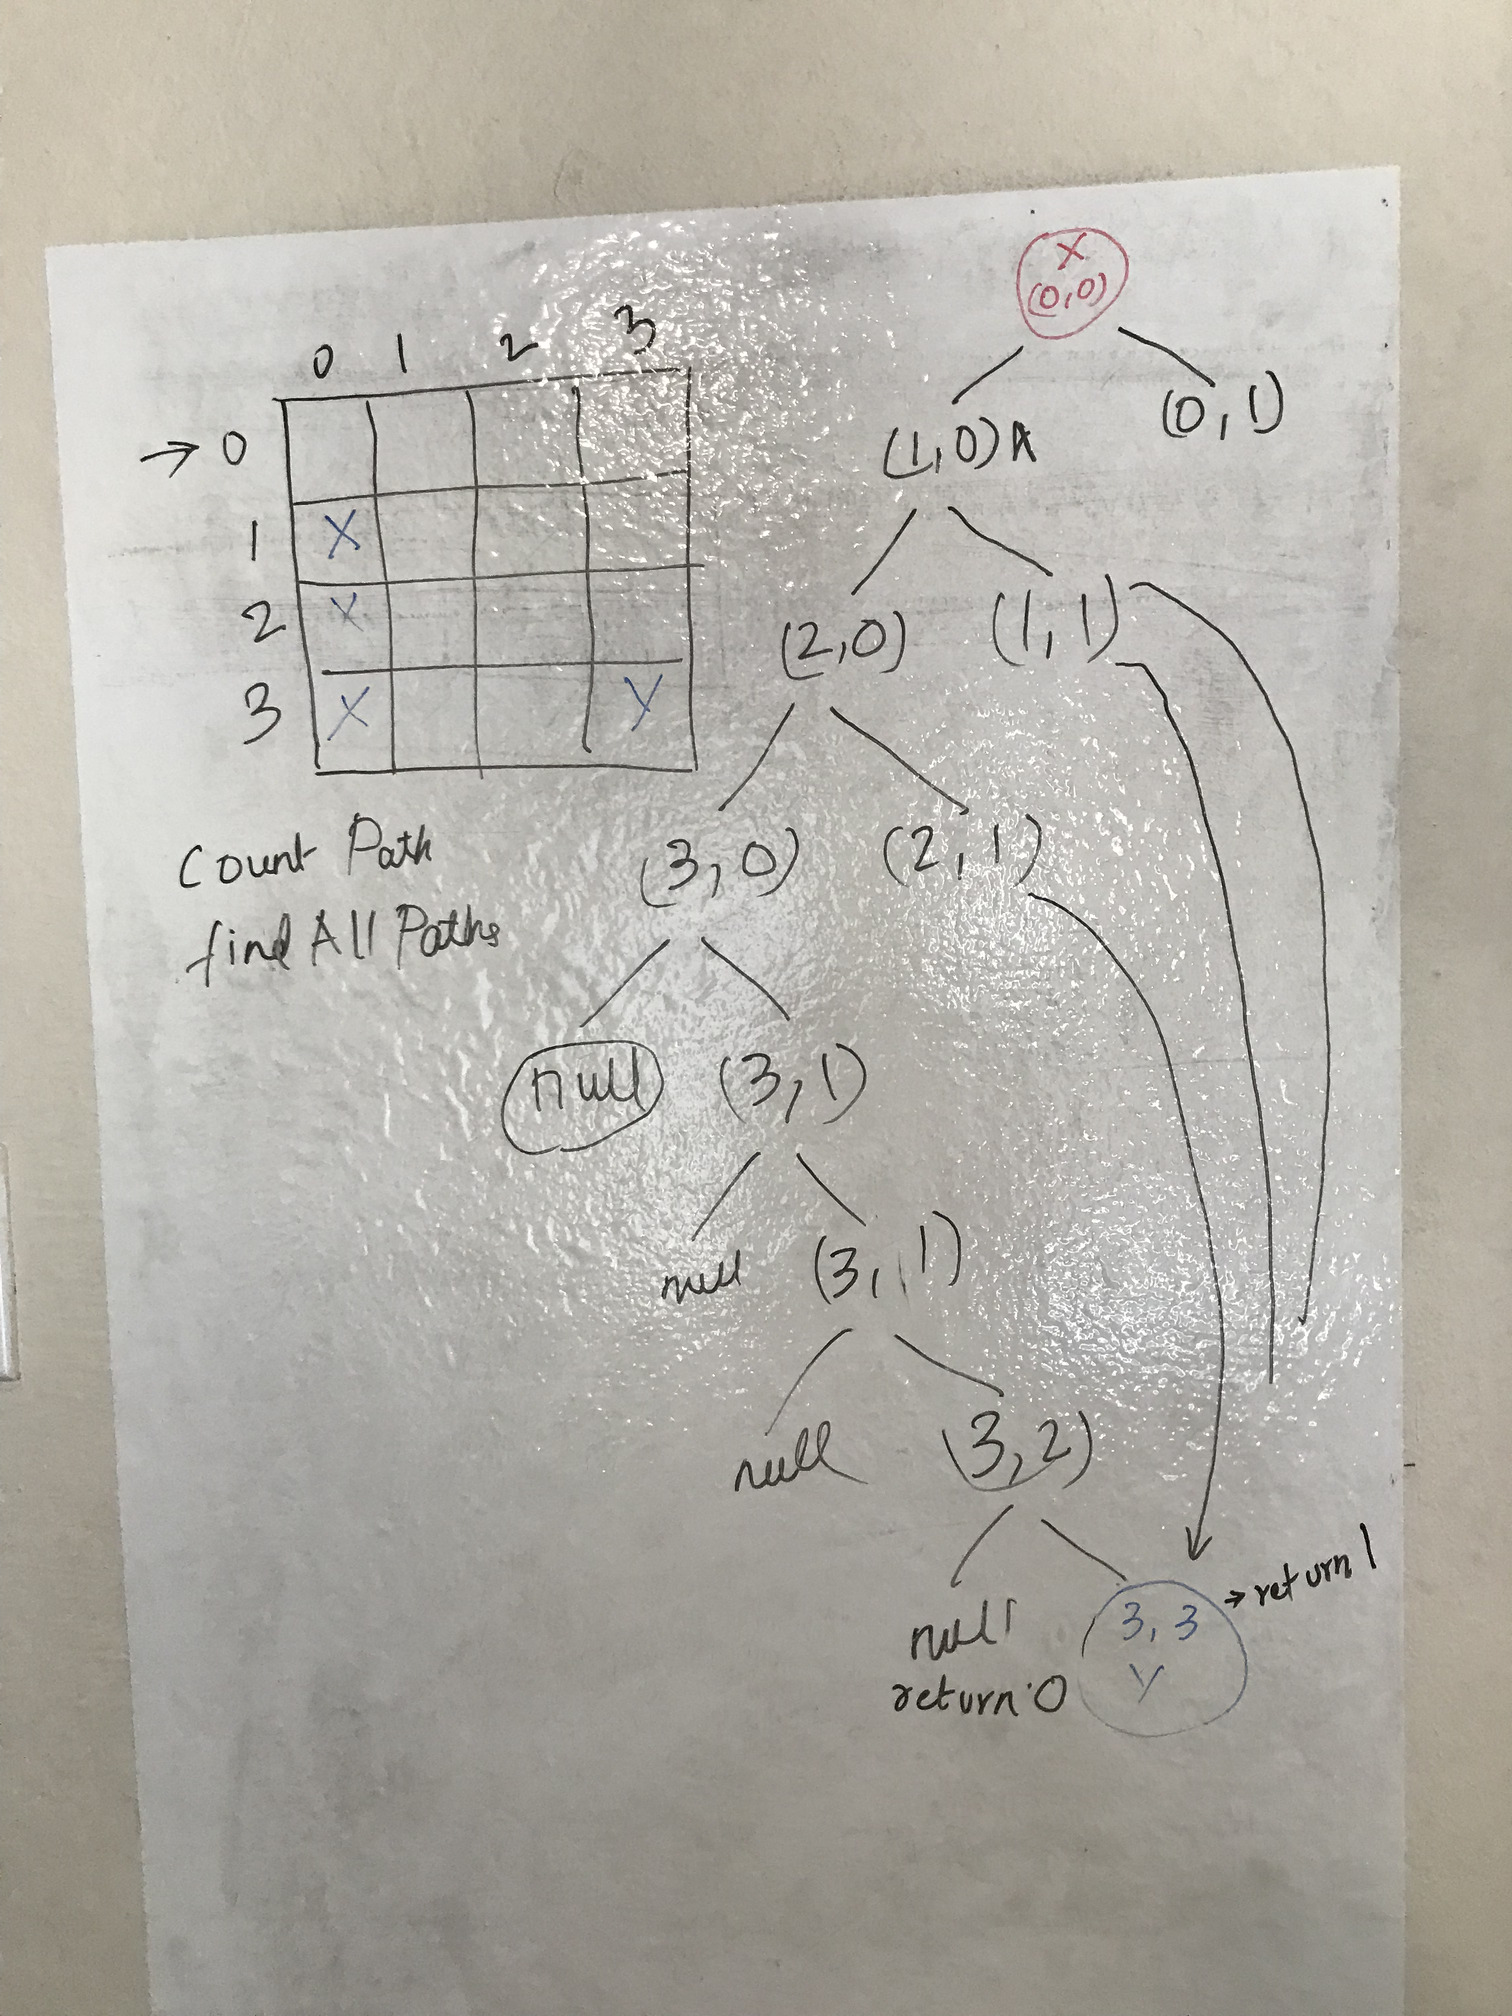 0 1 2 3
→ 0
1 X
2 X
3 X Y
Count Path
find All Paths
X
(0,0)
(1,0) A (0,1)
(2,0) (1,1)
(3,0) (2,1)
null (3,1)
null (3,1)
null (3,2)
null 3,3 → return 1
return 0 Y